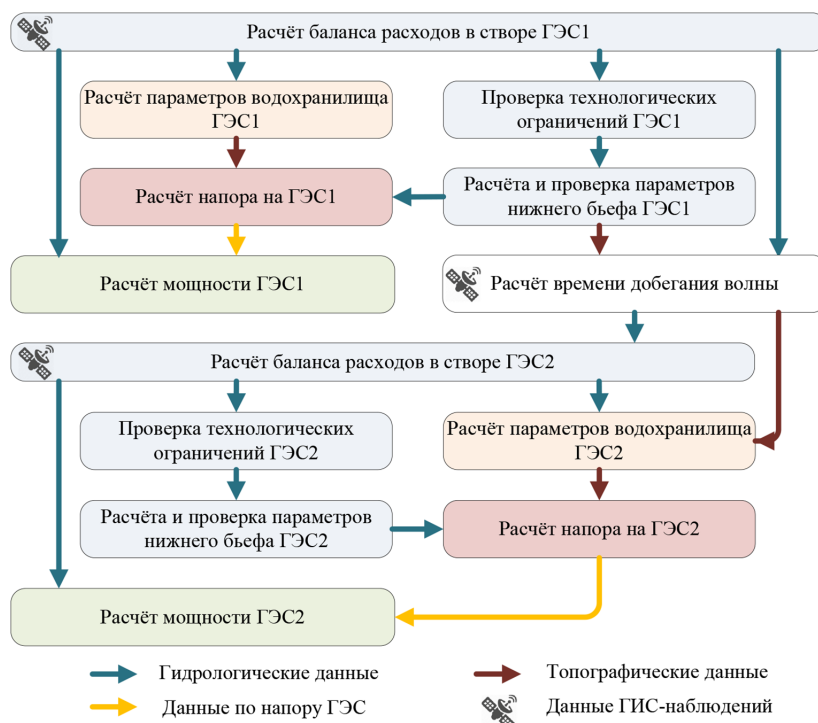 Расчёт баланса расходов в створе ГЭС1
Расчёт параметров водохранилища
ГЭС1
Проверка технологических
ограничений ГЭС1
Расчёт напора на ГЭС1
Расчёта и проверка параметров
нижнего бьефа ГЭС1
Расчёт мощности ГЭС1
Расчёт времени добегания волны
Расчёт баланса расходов в створе ГЭС2
Проверка технологических
ограничений ГЭС2
Расчёт параметров водохранилища
ГЭС2
Расчёта и проверка параметров
нижнего бьефа ГЭС2
Расчёт напора на ГЭС2
Расчёт мощности ГЭС2
Гидрологические данные
Топографические данные
Данные по напору ГЭС
Данные ГИС-наблюдений